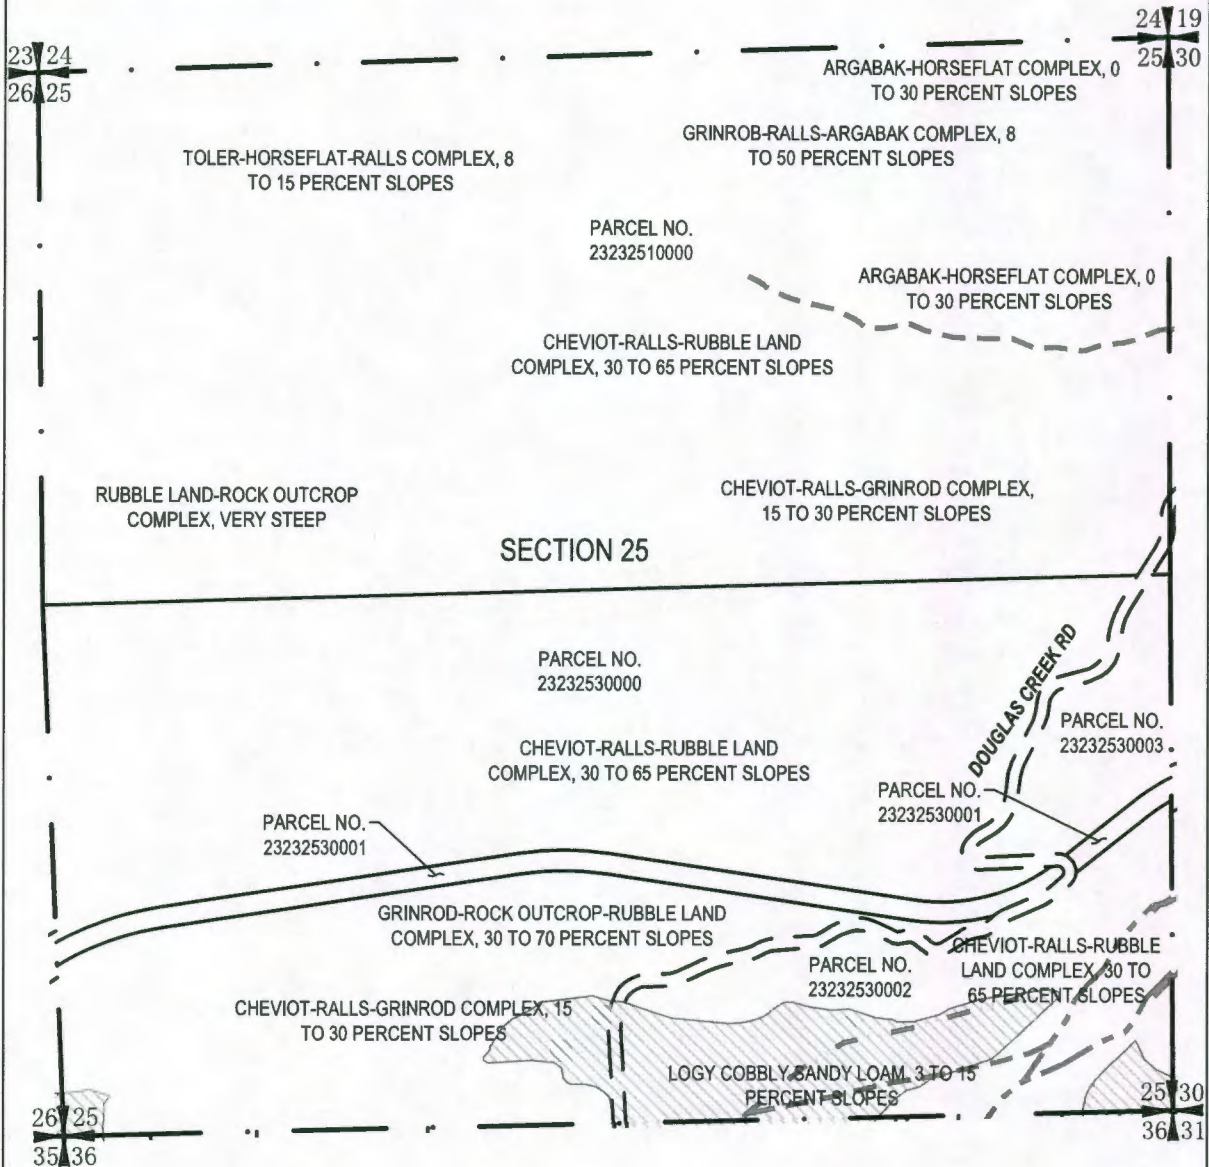 24 19
25 30
23 24
26 25
ARGABAK-HORSEFLAT COMPLEX, 0
TO 30 PERCENT SLOPES
GRINROB-RALLS-ARGABAK COMPLEX, 8
TO 50 PERCENT SLOPES
TOLER-HORSEFLAT-RALLS COMPLEX, 8
TO 15 PERCENT SLOPES
PARCEL NO.
23232510000
ARGABAK-HORSEFLAT COMPLEX, 0
TO 30 PERCENT SLOPES
CHEVIOT-RALLS-RUBBLE LAND
COMPLEX, 30 TO 65 PERCENT SLOPES
RUBBLE LAND-ROCK OUTCROP
COMPLEX, VERY STEEP
CHEVIOT-RALLS-GRINROD COMPLEX,
15 TO 30 PERCENT SLOPES
SECTION 25
PARCEL NO.
23232530000
DOUGLAS CREEK RD
PARCEL NO.
23232530003
CHEVIOT-RALLS-RUBBLE LAND
COMPLEX, 30 TO 65 PERCENT SLOPES
PARCEL NO.
23232530001
PARCEL NO.
23232530001
GRINROD-ROCK OUTCROP-RUBBLE LAND
COMPLEX, 30 TO 70 PERCENT SLOPES
CHEVIOT-RALLS-RUBBLE
LAND COMPLEX, 30 TO
65 PERCENT SLOPES
PARCEL NO.
23232530002
CHEVIOT-RALLS-GRINROD COMPLEX, 15
TO 30 PERCENT SLOPES
LOGY COBBLY SANDY LOAM, 3 TO 15
PERCENT SLOPES
26 25
35 36
25 30
36 31